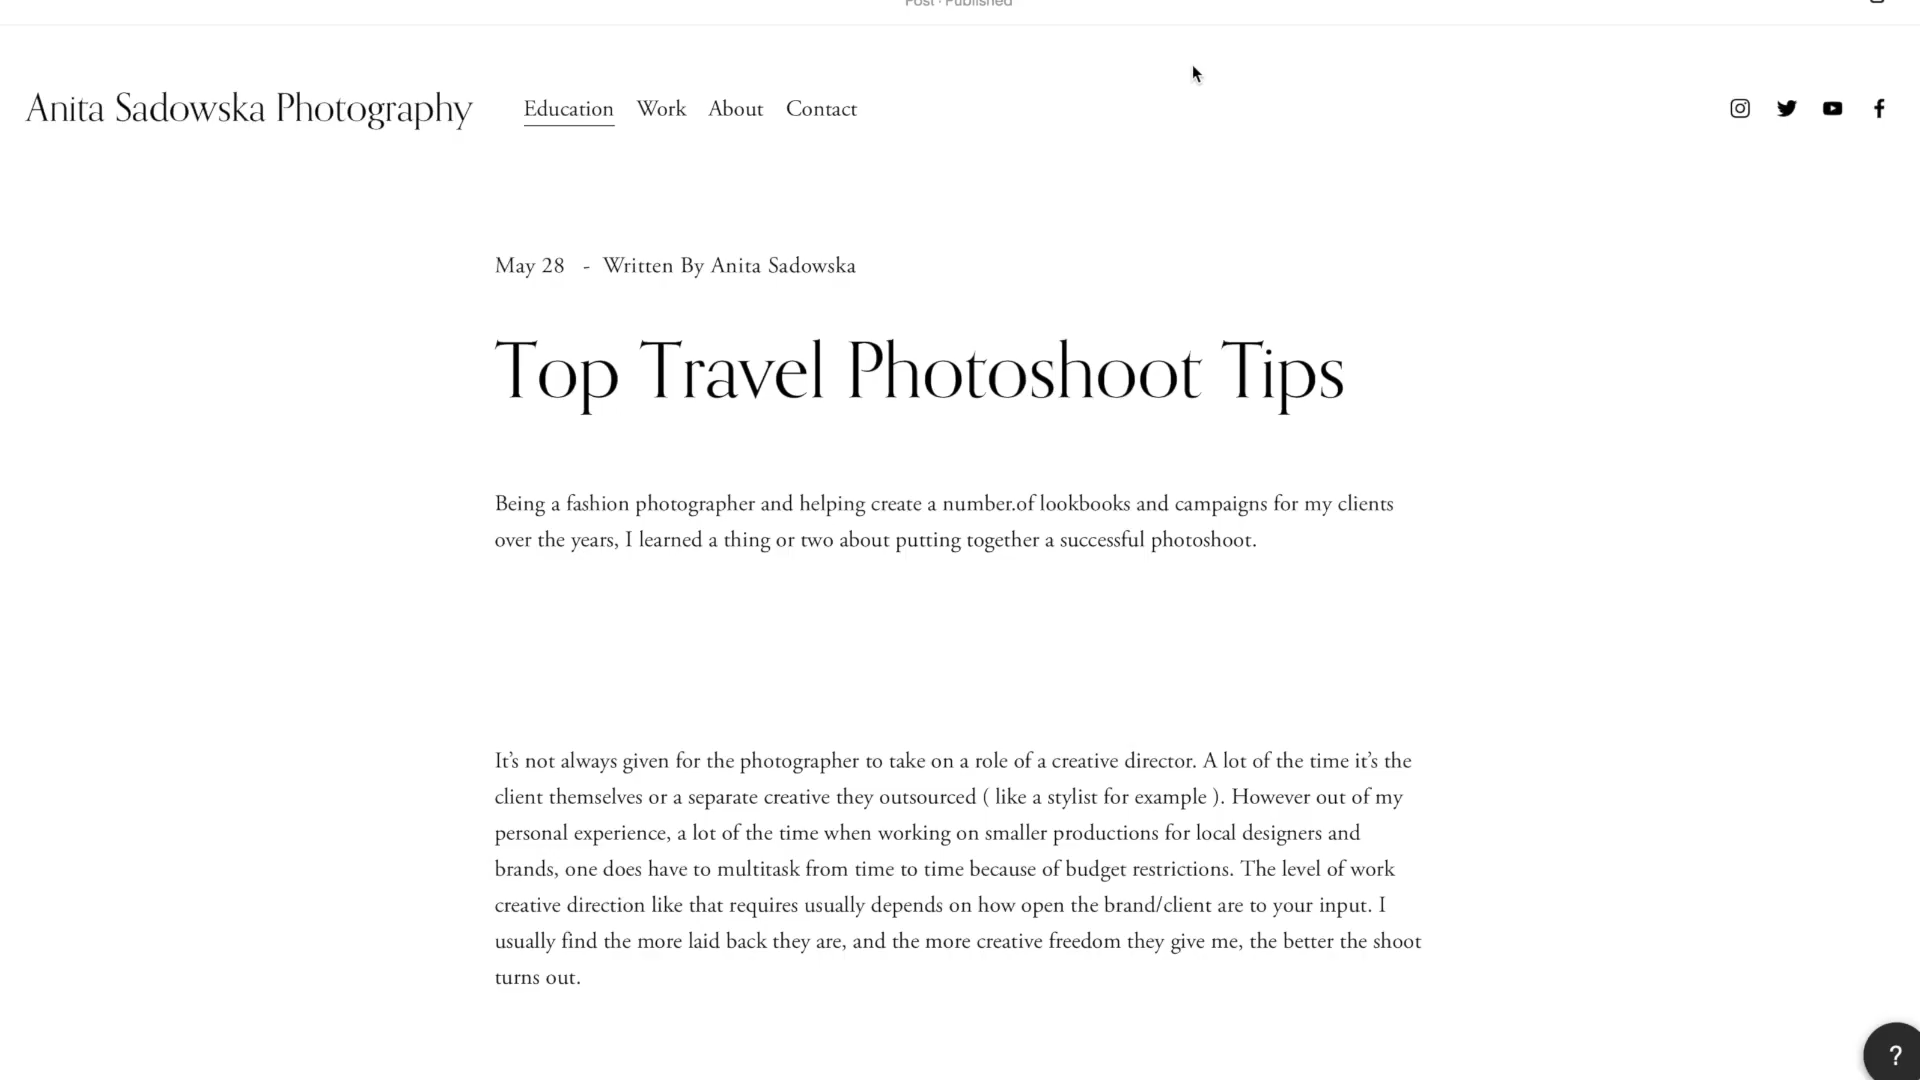 Post · Published
Anita Sadowska Photography Education Work About Contact
May 28 - Written By Anita Sadowska
Top Travel Photoshoot Tips
Being a fashion photographer and helping create a number.of lookbooks and campaigns for my clients
over the years, I learned a thing or two about putting together a successful photoshoot.
It’s not always given for the photographer to take on a role of a creative director. A lot of the time it’s the
client themselves or a separate creative they outsourced ( like a stylist for example ). However out of my
personal experience, a lot of the time when working on smaller productions for local designers and
brands, one does have to multitask from time to time because of budget restrictions. The level of work
creative direction like that requires usually depends on how open the brand/client are to your input. I
usually find the more laid back they are, and the more creative freedom they give me, the better the shoot
turns out.
?